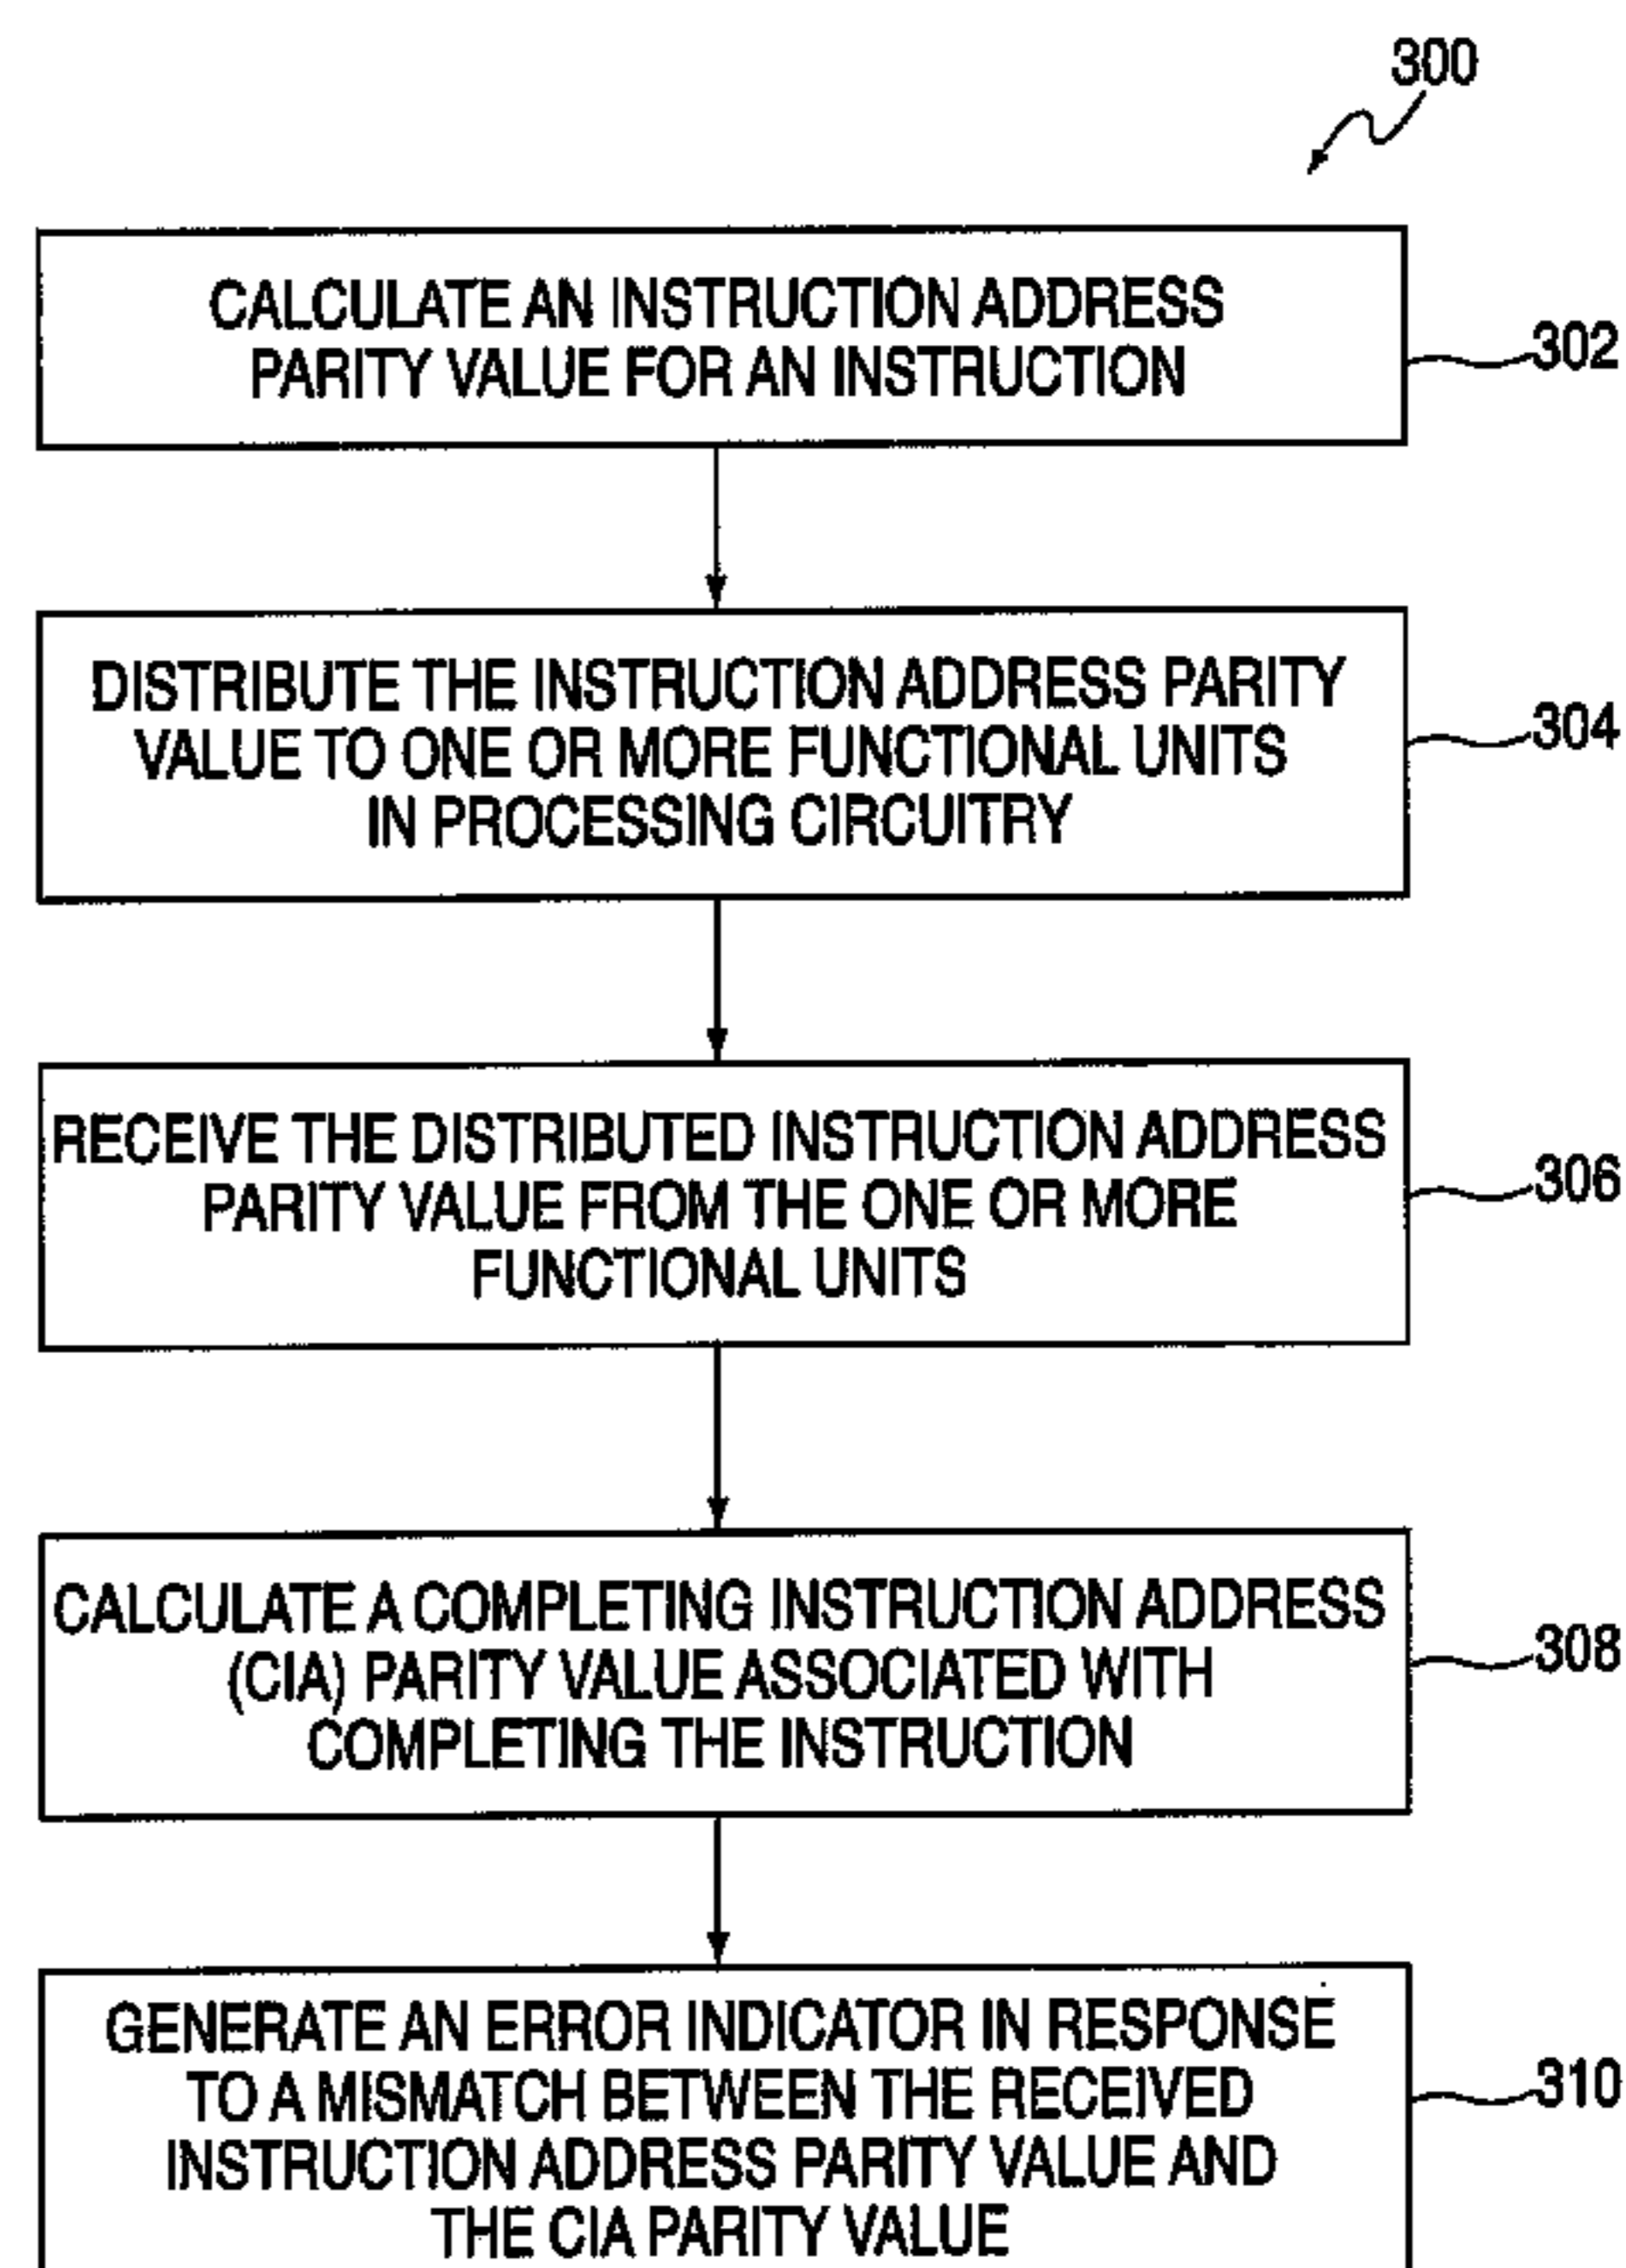 300
CALCULATE AN INSTRUCTION ADDRESS
PARITY VALUE FOR AN INSTRUCTION
302
DISTRIBUTE THE INSTRUCTION ADDRESS PARITY
VALUE TO ONE OR MORE FUNCTIONAL UNITS
IN PROCESSING CIRCUITRY
304
RECEIVE THE DISTRIBUTED INSTRUCTION ADDRESS
PARITY VALUE FROM THE ONE OR MORE
FUNCTIONAL UNITS
306
CALCULATE A COMPLETING INSTRUCTION ADDRESS
(CIA) PARITY VALUE ASSOCIATED WITH
COMPLETING THE INSTRUCTION
308
GENERATE AN ERROR INDICATOR IN RESPONSE
TO A MISMATCH BETWEEN THE RECEIVED
INSTRUCTION ADDRESS PARITY VALUE AND
THE CIA PARITY VALUE
310